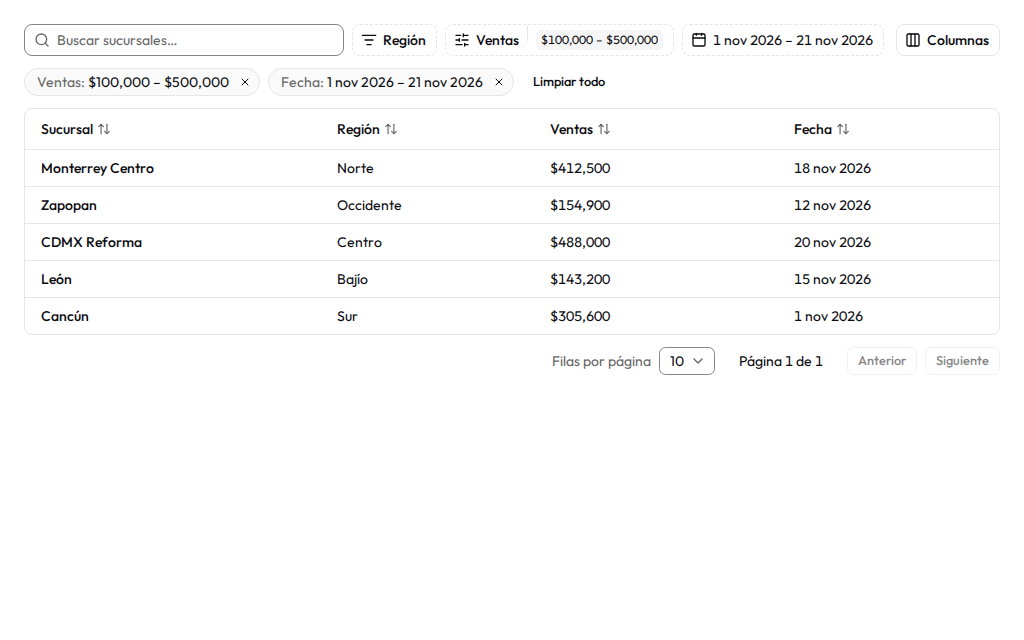 Buscar sucursales...
Región
Ventas $100,000 – $500,000
1 nov 2026 – 21 nov 2026
Columnas
Ventas: $100,000 – $500,000
Fecha: 1 nov 2026 – 21 nov 2026
Limpiar todo
Sucursal Región Ventas Fecha
Monterrey Centro Norte $412,500 18 nov 2026
Zapopan Occidente $154,900 12 nov 2026
CDMX Reforma Centro $488,000 20 nov 2026
León Bajío $143,200 15 nov 2026
Cancún Sur $305,600 1 nov 2026
Filas por página 10 Página 1 de 1 Anterior Siguiente